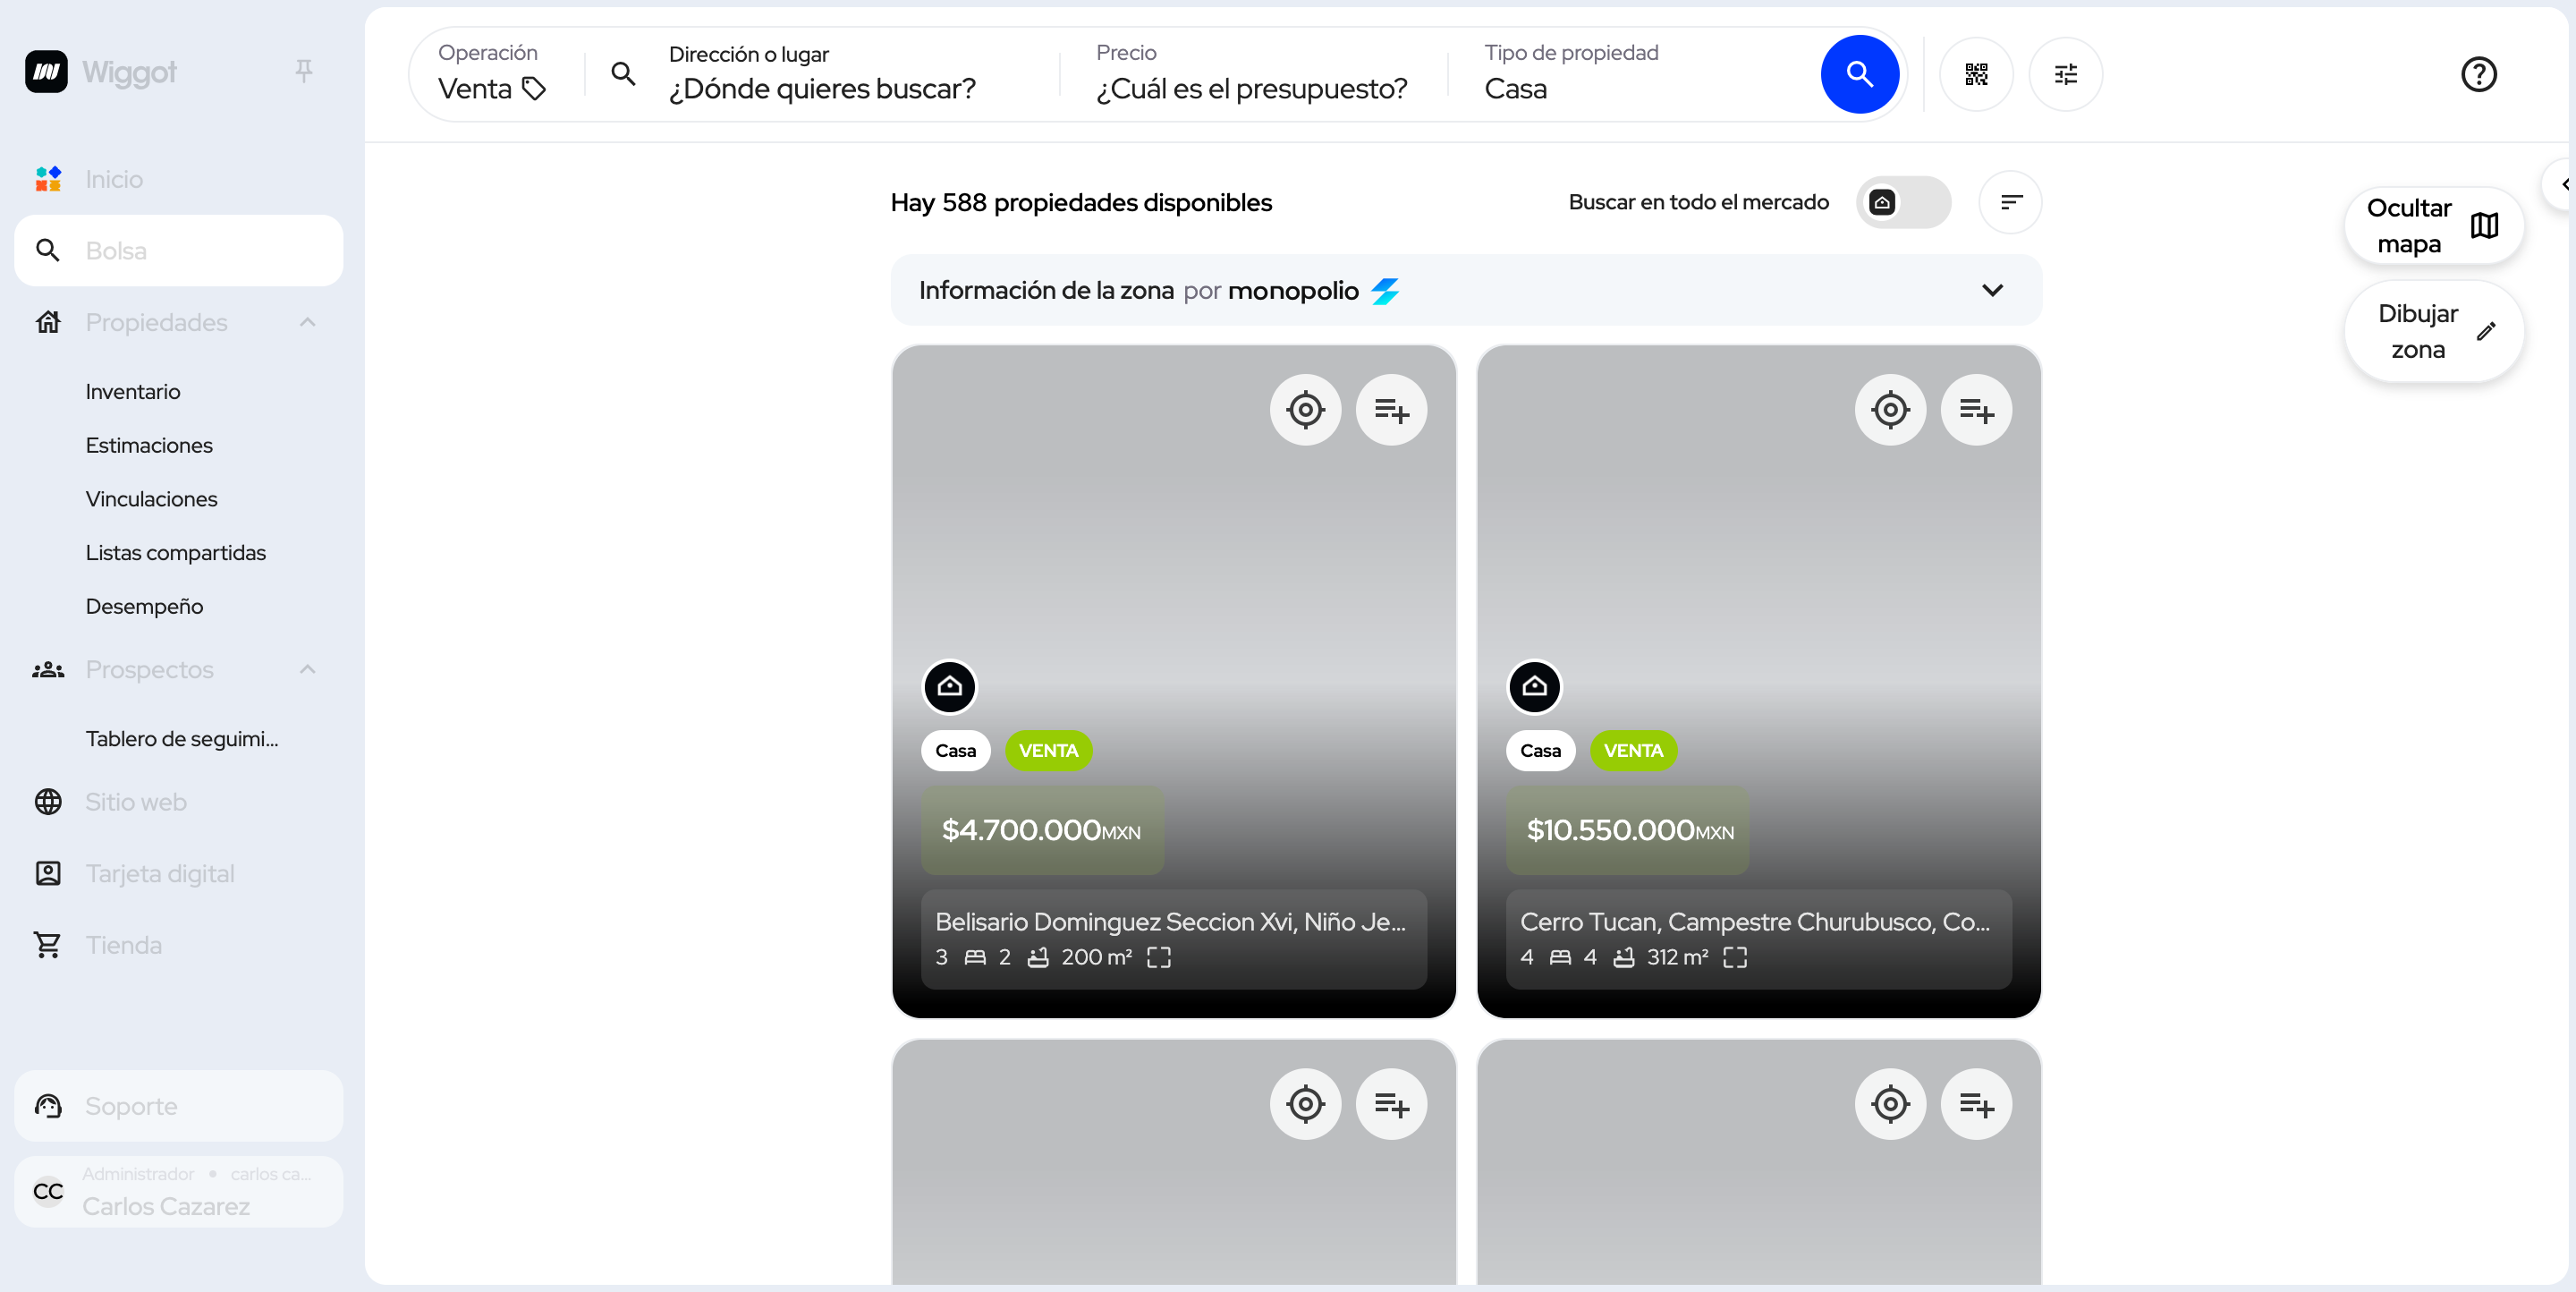 Wiggot
Inicio
Bolsa
Propiedades
Inventario
Estimaciones
Vinculaciones
Listas compartidas
Desempeño
Prospectos
Tablero de seguimi...
Sitio web
Tarjeta digital
Tienda
Soporte
CC
Administrador • carlos ca...
Carlos Cazarez
Operación
Venta
Dirección o lugar
¿Dónde quieres buscar?
Precio
¿Cuál es el presupuesto?
Tipo de propiedad
Casa
Hay 588 propiedades disponibles
Buscar en todo el mercado
Información de la zona por monopolio
Ocultar
mapa
Dibujar
zona
Casa VENTA
$4.700.000MXN
Belisario Dominguez Seccion Xvi, Niño Je...
3 2 200 m²
Casa VENTA
$10.550.000MXN
Cerro Tucan, Campestre Churubusco, Co...
4 4 312 m²